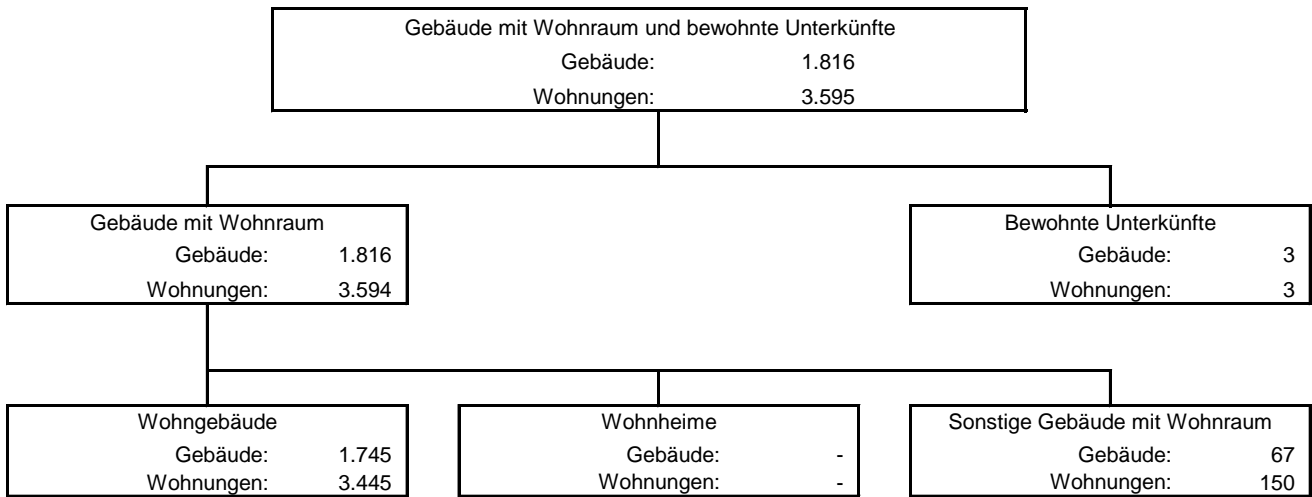 Gebäude mit Wohnraum und bewohnte Unterkünfte
Gebäude: 1.816
Wohnungen: 3.595
Gebäude mit Wohnraum
Gebäude: 1.816
Wohnungen: 3.594
Bewohnte Unterkünfte
Gebäude: 3
Wohnungen: 3
Wohngebäude
Gebäude: 1.745
Wohnungen: 3.445
Wohnheime
Gebäude: -
Wohnungen: -
Sonstige Gebäude mit Wohnraum
Gebäude: 67
Wohnungen: 150